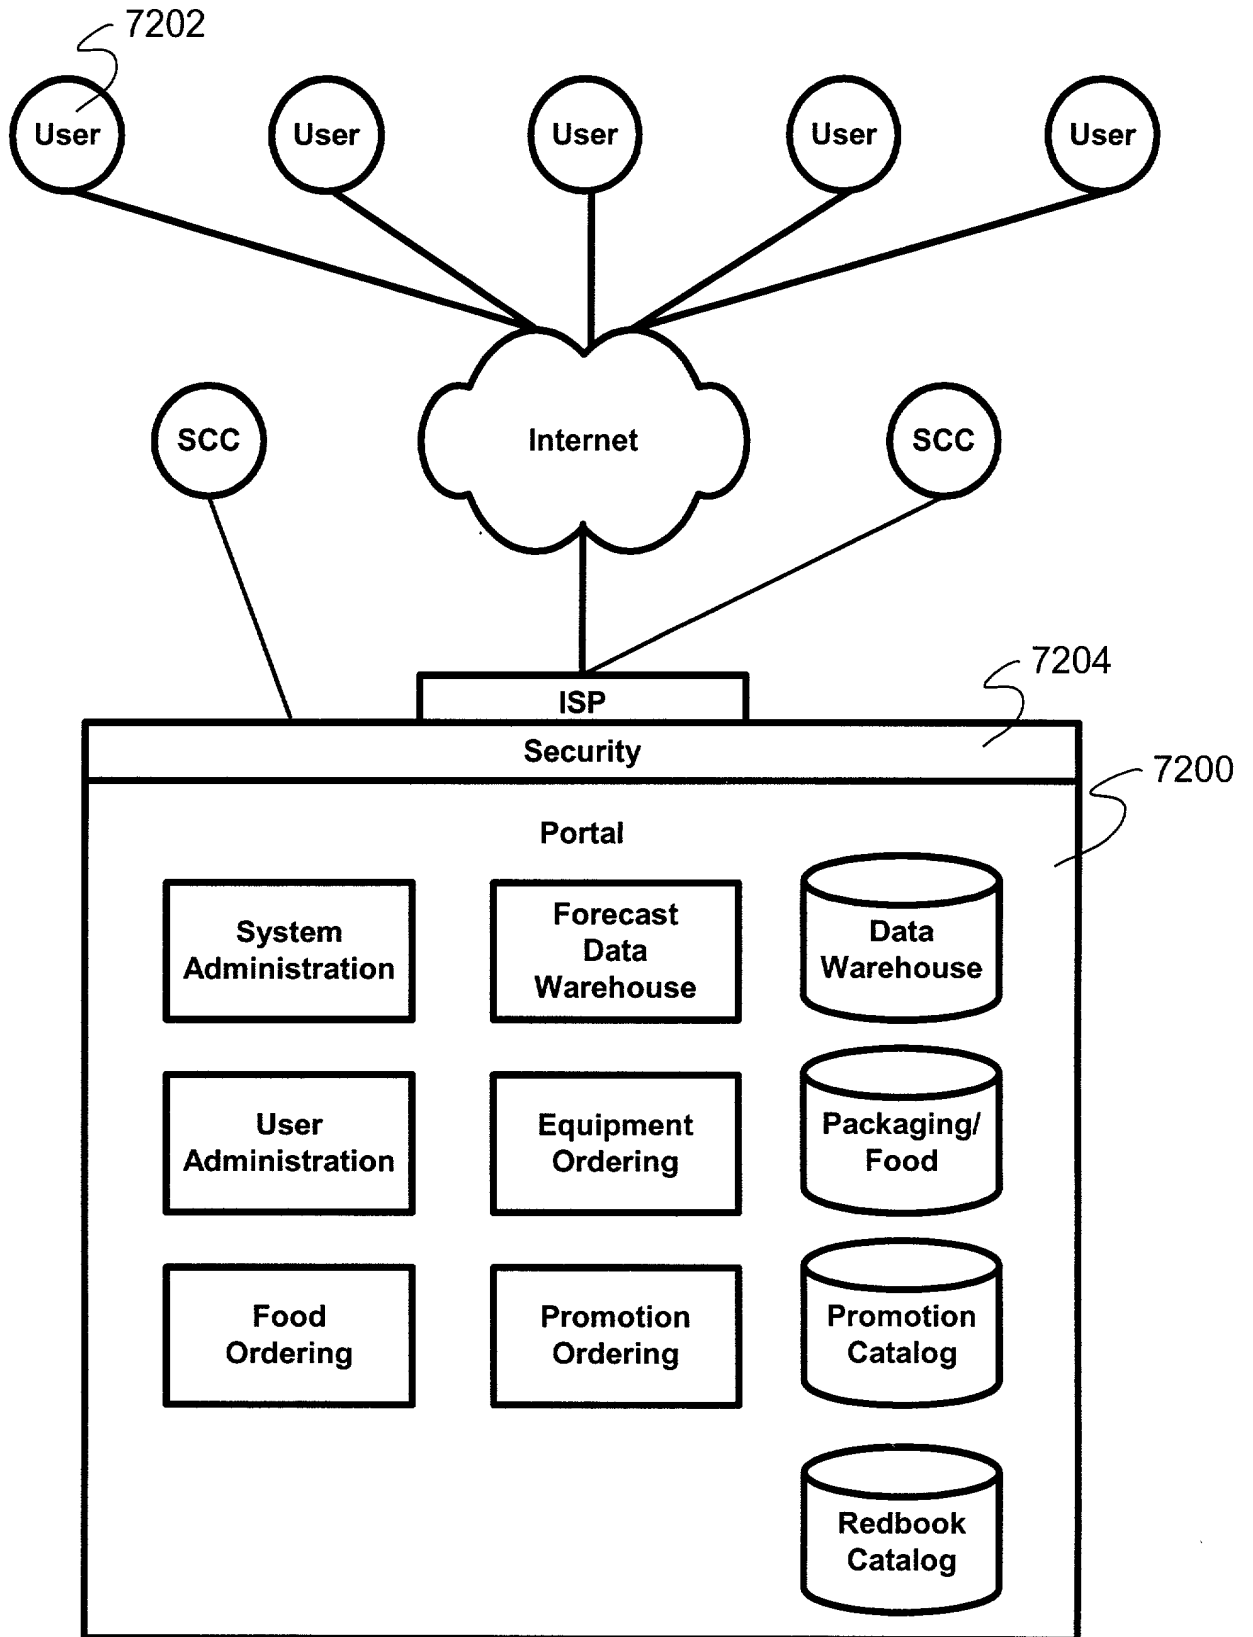 7202
User
User
User
User
User
SCC
Internet
SCC
7204
ISP
Security
7200
Portal
System
Administration
Forecast
Data
Warehouse
Data
Warehouse
User
Administration
Equipment
Ordering
Packaging/
Food
Food
Ordering
Promotion
Ordering
Promotion
Catalog
Redbook
Catalog